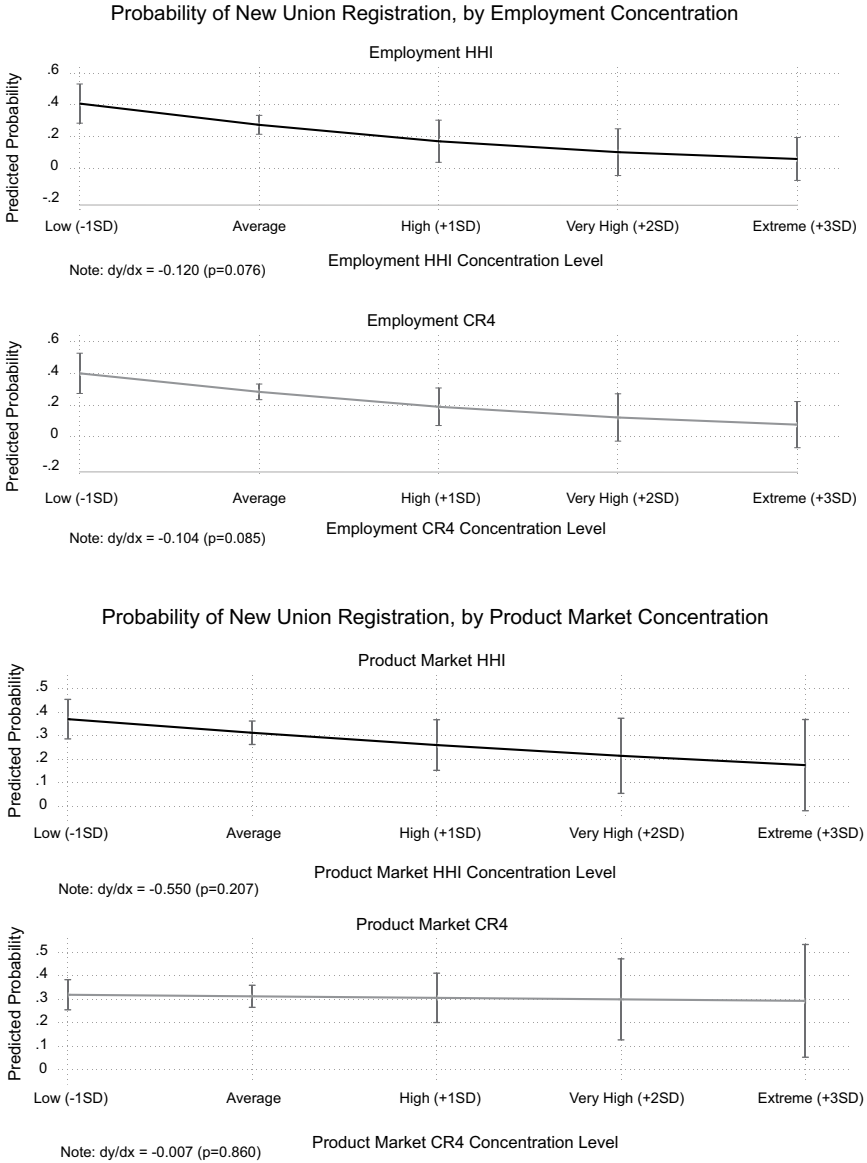 Probability of New Union Registration, by Employment Concentration
Employment HHI
Predicted Probability
.6
.4
.2
0
-.2
Low (-1SD) Average High (+1SD) Very High (+2SD) Extreme (+3SD)
Employment HHI Concentration Level
Note: dy/dx = -0.120 (p=0.076)
Employment CR4
Predicted Probability
.6
.4
.2
0
-.2
Low (-1SD) Average High (+1SD) Very High (+2SD) Extreme (+3SD)
Employment CR4 Concentration Level
Note: dy/dx = -0.104 (p=0.085)
Probability of New Union Registration, by Product Market Concentration
Product Market HHI
Predicted Probability
.5
.4
.3
.2
.1
0
Low (-1SD) Average High (+1SD) Very High (+2SD) Extreme (+3SD)
Product Market HHI Concentration Level
Note: dy/dx = -0.550 (p=0.207)
Product Market CR4
Predicted Probability
.5
.4
.3
.2
.1
0
Low (-1SD) Average High (+1SD) Very High (+2SD) Extreme (+3SD)
Product Market CR4 Concentration Level
Note: dy/dx = -0.007 (p=0.860)